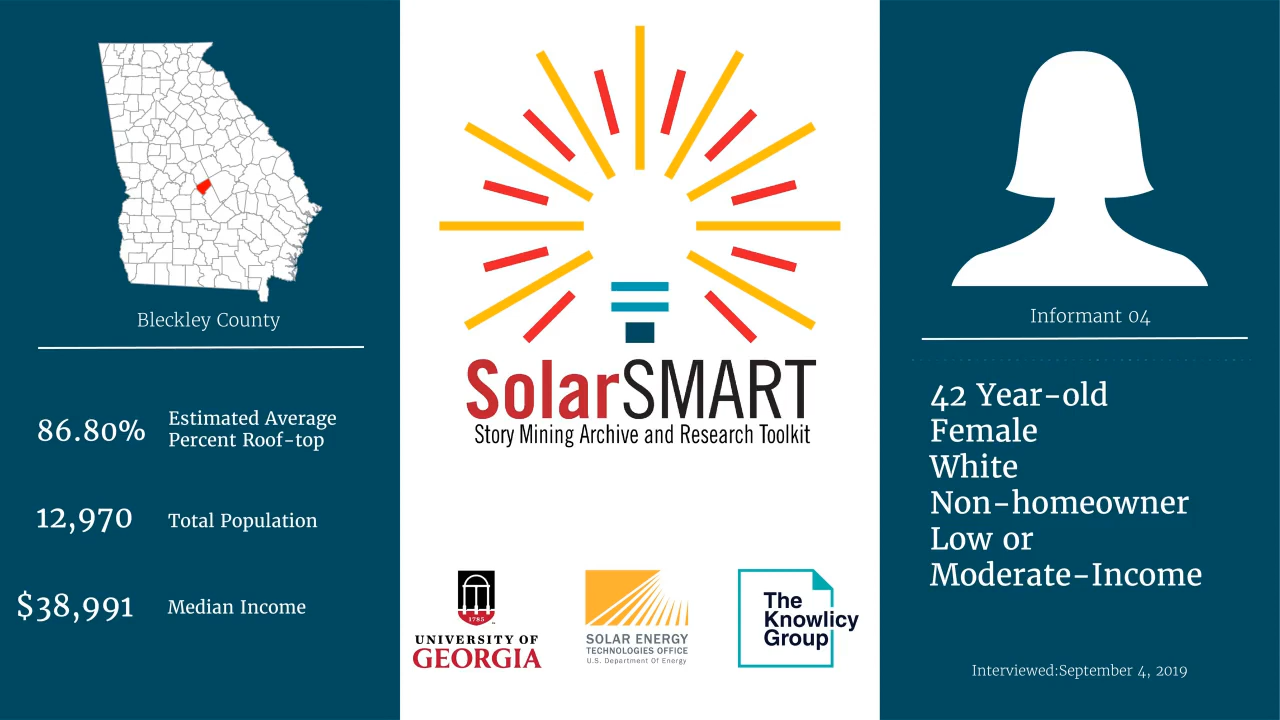 Bleckley County
86.80%
Estimated Average
Percent Roof-top
12,970
Total Population
$38,991
Median Income
SolarSMART
Story Mining Archive and Research Toolkit
1785
UNIVERSITY OF
GEORGIA
SOLAR ENERGY
TECHNOLOGIES OFFICE
U.S. Department Of Energy
The
Knowlicy
Group
Informant 04
42 Year-old
Female
White
Non-homeowner
Low or
Moderate-Income
Interviewed:September 4, 2019